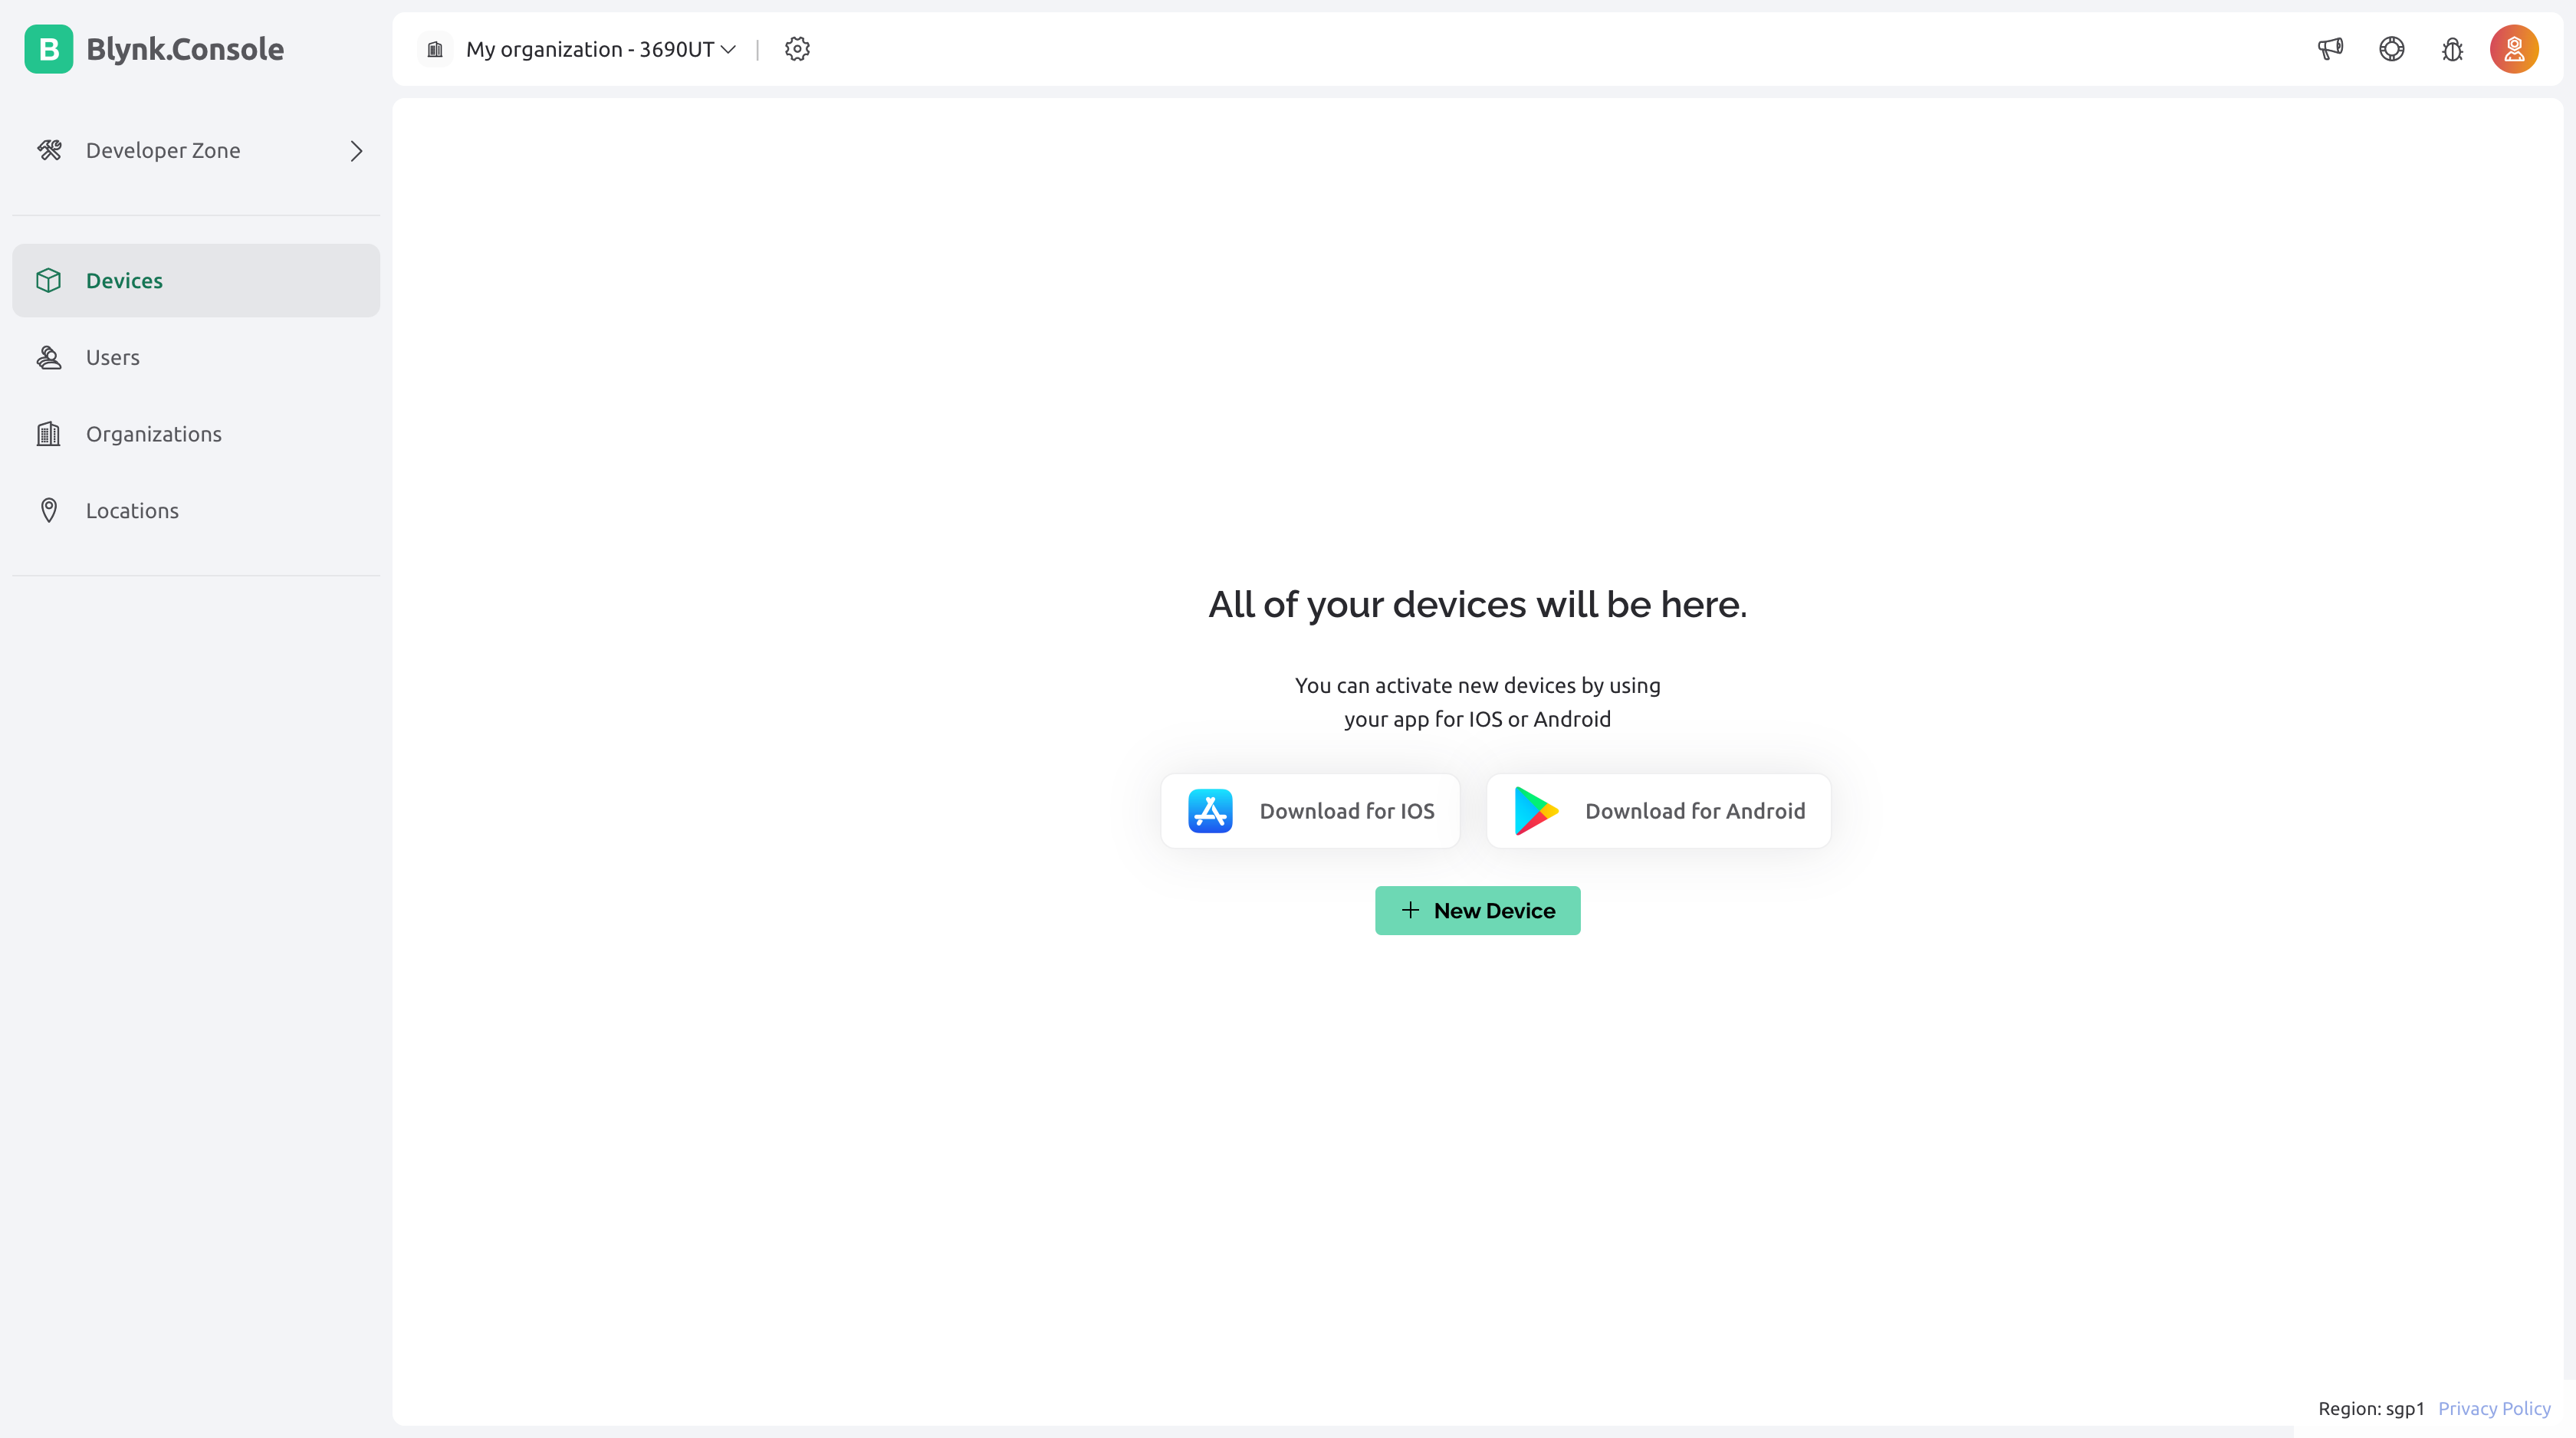 B Blynk.Console
My organization - 3690UT
Developer Zone
Devices
Users
Organizations
Locations
All of your devices will be here.
You can activate new devices by using
your app for IOS or Android
Download for IOS
Download for Android
New Device
Region: sgp1 Privacy Policy